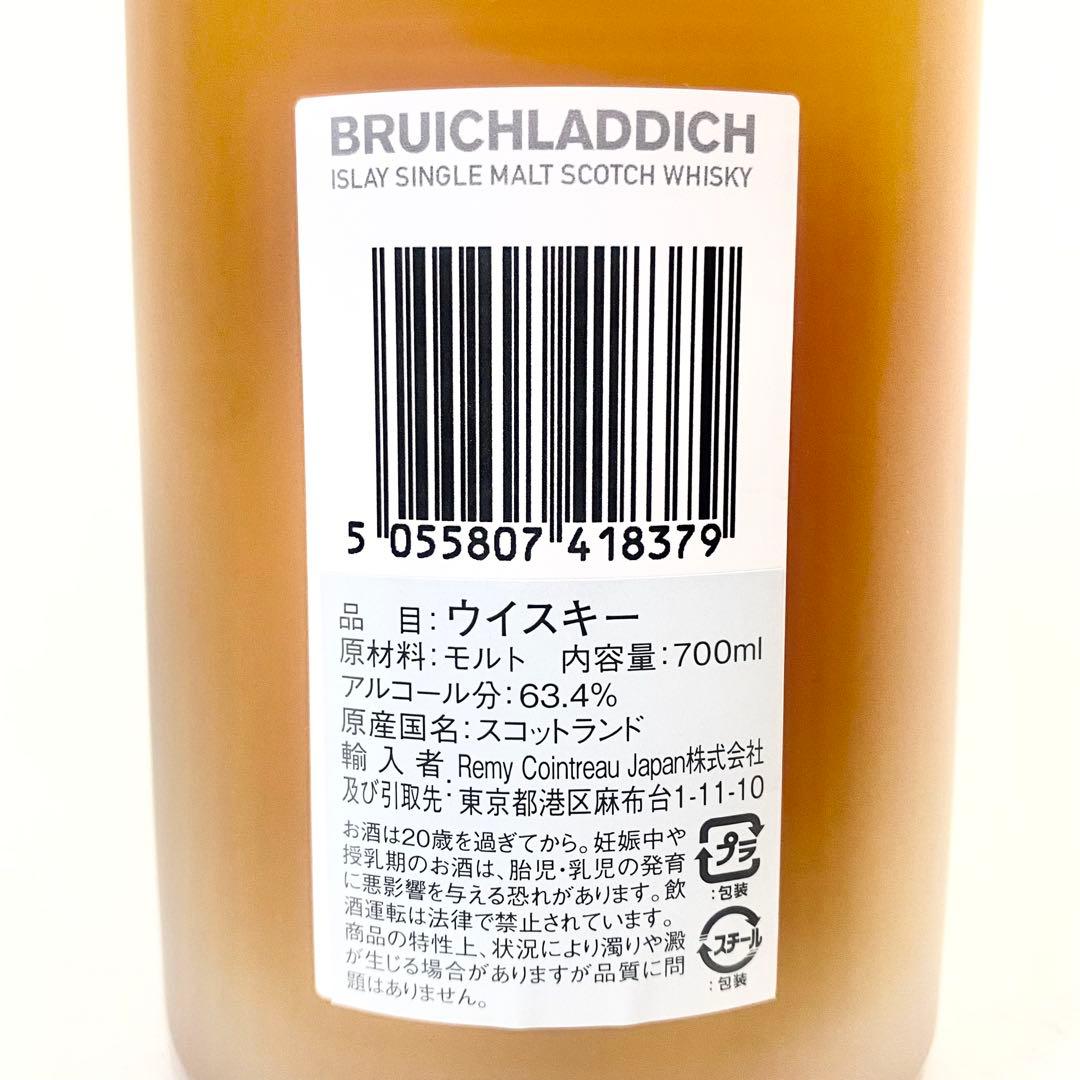 BRUICHLADDICH
ISLAY SINGLE MALT SCOTCH WHISKY
5 055807 418379
品 目:ウイスキー
原材料:モルト 内容量:700ml
アルコール分:63.4%
原産国名:スコットランド
輸入者 Remy Cointreau Japan株式会社
及び引取先:東京都港区麻布台1-11-10
お酒は20歳を過ぎてから。妊娠中や
授乳期のお酒は、胎児・乳児の発育
に悪影響を与える恐れがあります。飲
酒運転は法律で禁止されています。
商品の特性上、状況により濁りや澱
が生じる場合がありますが品質に問
題はありません。
プラ
:包装
スチール
:包装